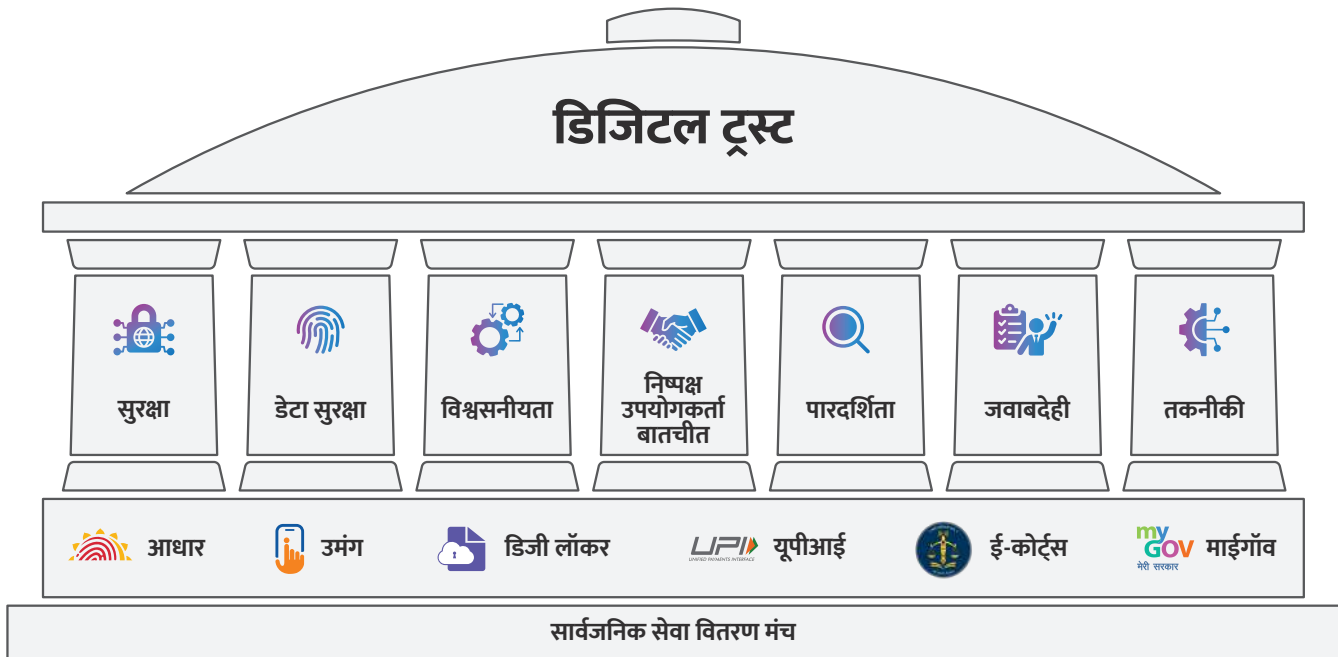 डिजिटल ट्रस्ट
सुरक्षा
डेटा सुरक्षा
विश्वसनीयता
निष्पक्ष
उपयोगकर्ता
बातचीत
पारदर्शिता
जवाबदेही
तकनीकी
आधार
उमंग
डिजी लॉकर
UPI
UNIFIED PAYMENTS INTERFACE
यूपीआई
ई-कोर्ट्स
my
GOV
मेरी सरकार
माईगॉव
सार्वजनिक सेवा वितरण मंच